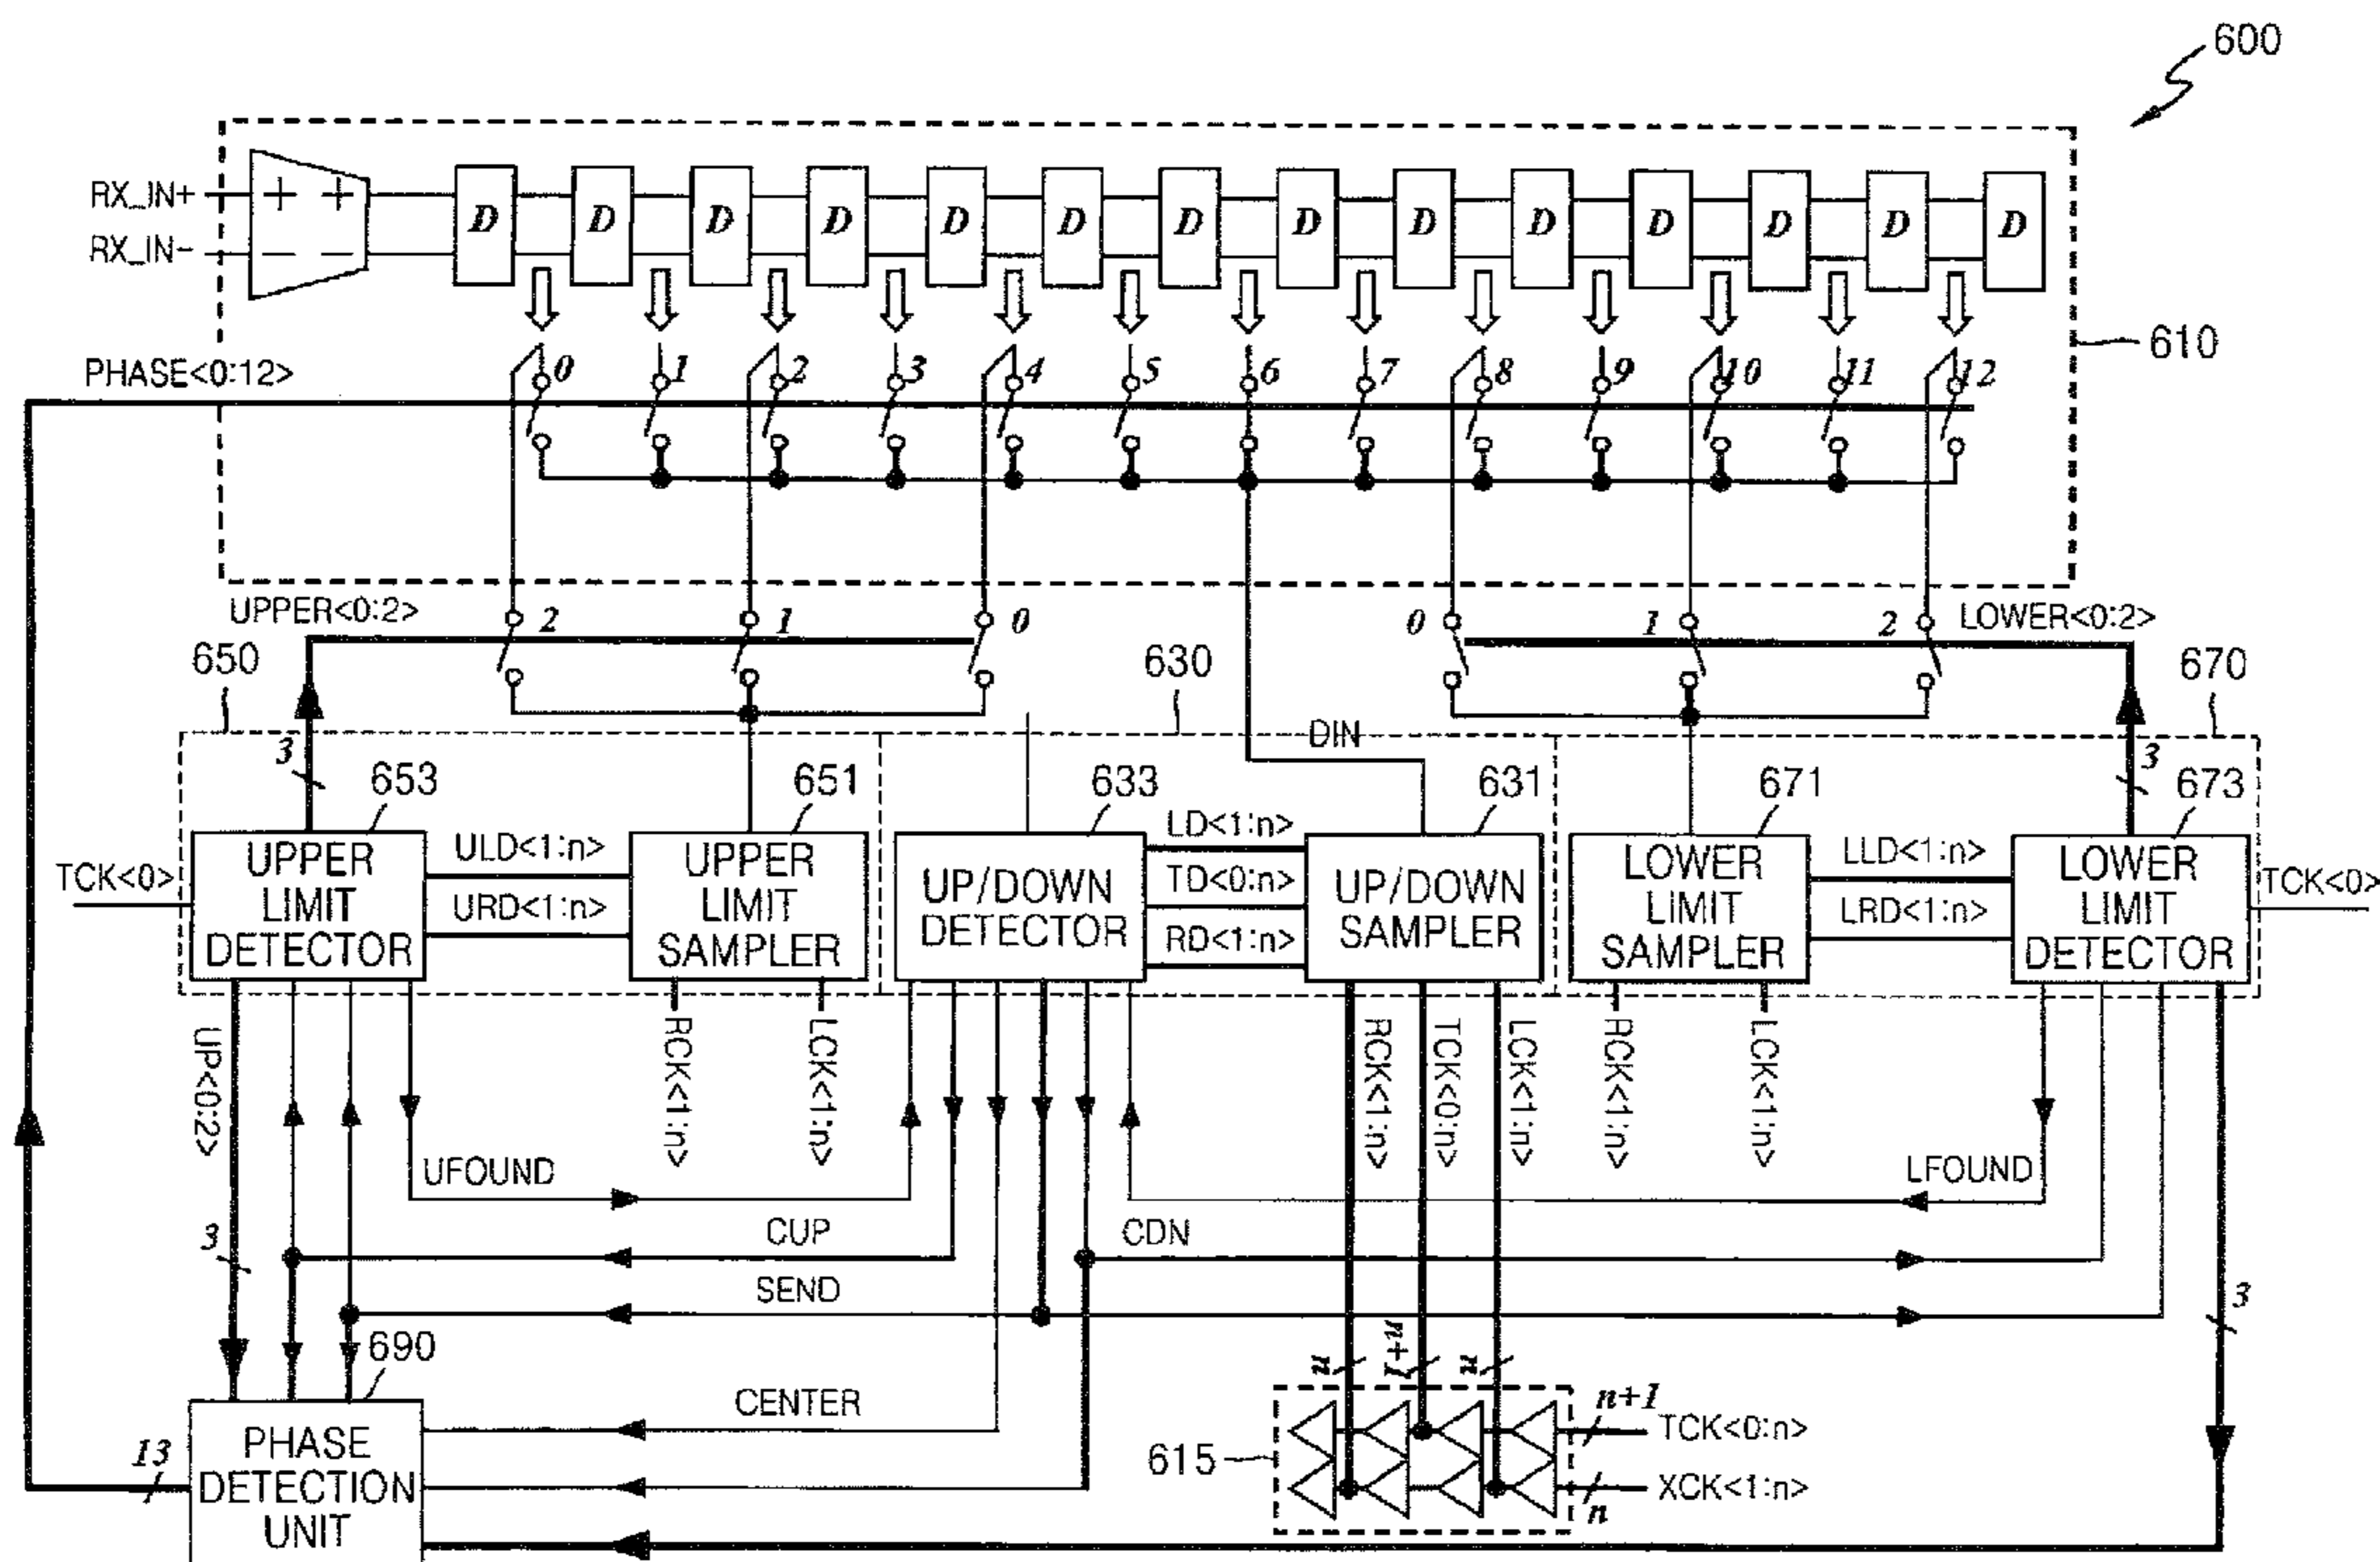 600
RX_IN+
RX_IN-
+ +
- -
D D D D D D D D D D D D D D
610
PHASE<0:12>
0 1 2 3 4 5 6 7 8 9 10 11 12
UPPER<0:2>
2 1 0
0 1 2
LOWER<0:2>
650
630
670
3
653
651
633
DIN
631
671
3
673
TCK<0>
UPPER LIMIT DETECTOR
ULD<1:n>
URD<1:n>
UPPER LIMIT SAMPLER
UP/DOWN DETECTOR
LD<1:n>
TD<0:n>
RD<1:n>
UP/DOWN SAMPLER
LOWER LIMIT SAMPLER
LLD<1:n>
LRD<1:n>
LOWER LIMIT DETECTOR
TCK<0>
UP<0:2>
RCK<1:n>
LCK<1:n>
RCK<1:n>
TCK<0:n>
LCK<1:n>
RCK<1:n>
LCK<1:n>
UFOUND
LFOUND
3
CUP
CDN
SEND
3
690
n
n+1
n
CENTER
13
PHASE DETECTION UNIT
615
n+1
TCK<0:n>
XCK<1:n>
n